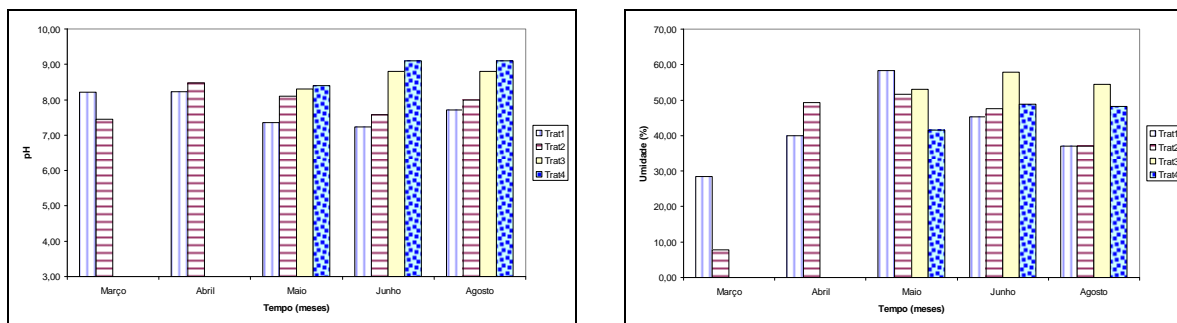 10,00
9,00
8,00
7,00
6,00
5,00
4,00
3,00
pH
Março Abril Maio Junho Agosto
Tempo (meses)
Trat1
Trat2
Trat3
Trat4
70,00
60,00
50,00
40,00
30,00
20,00
10,00
0,00
Umidade (%)
Março Abril Maio Junho Agosto
Tempo (meses)
Trat1
Trat2
Trat3
Trat4